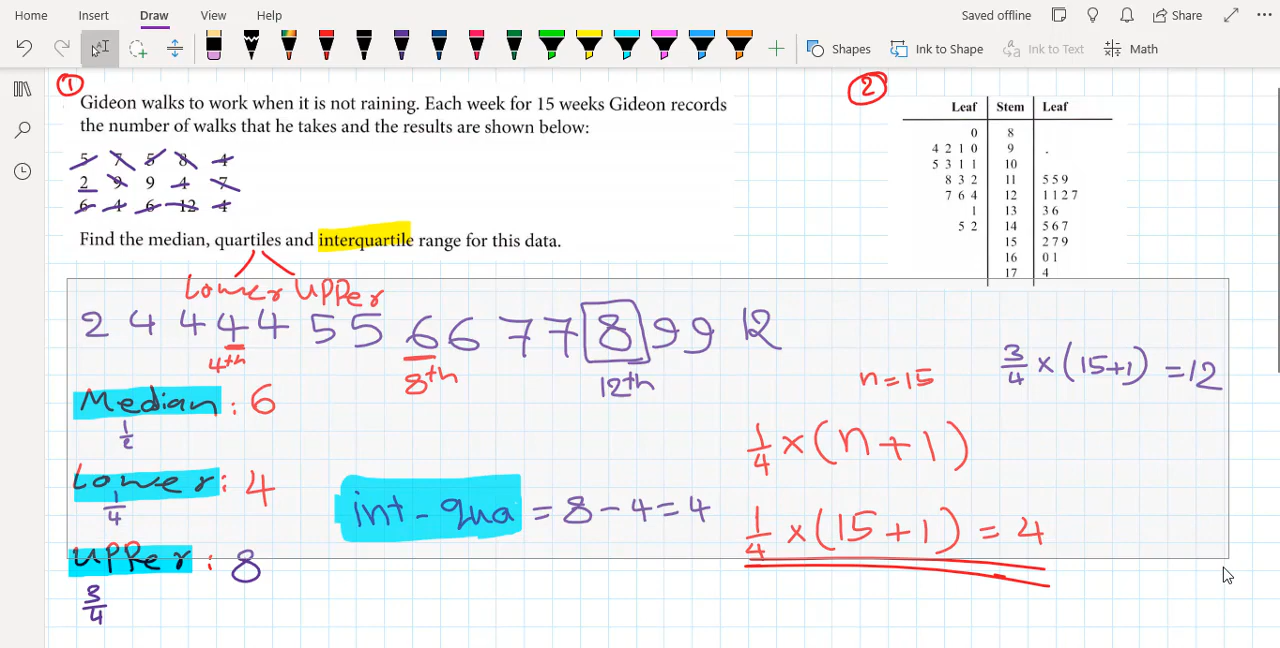 Home Insert Draw View Help
Saved offline Share
Shapes Ink to Shape Ink to Text Math
1
Gideon walks to work when it is not raining. Each week for 15 weeks Gideon records
the number of walks that he takes and the results are shown below:
5 7 5 8 4
2 9 9 4 7
6 4 6 12 4
Find the median, quartiles and interquartile range for this data.
Lower Upper
2 4 4 4 4 5 5 6 6 7 7 8 9 9 12
4th 8th 12th
Median: 6
1/2
Lower: 4
1/4
Upper: 8
3/4
int - qua = 8 - 4 = 4
n = 15
1/4 × (n + 1)
1/4 × (15 + 1) = 4
3/4 × (15+1) = 12
2
Leaf Stem Leaf
0 8
4 2 1 0 9 .
5 3 1 1 10
8 3 2 11 5 5 9
7 6 4 12 1 1 2 7
1 13 3 6
5 2 14 5 6 7
15 2 7 9
16 0 1
17 4